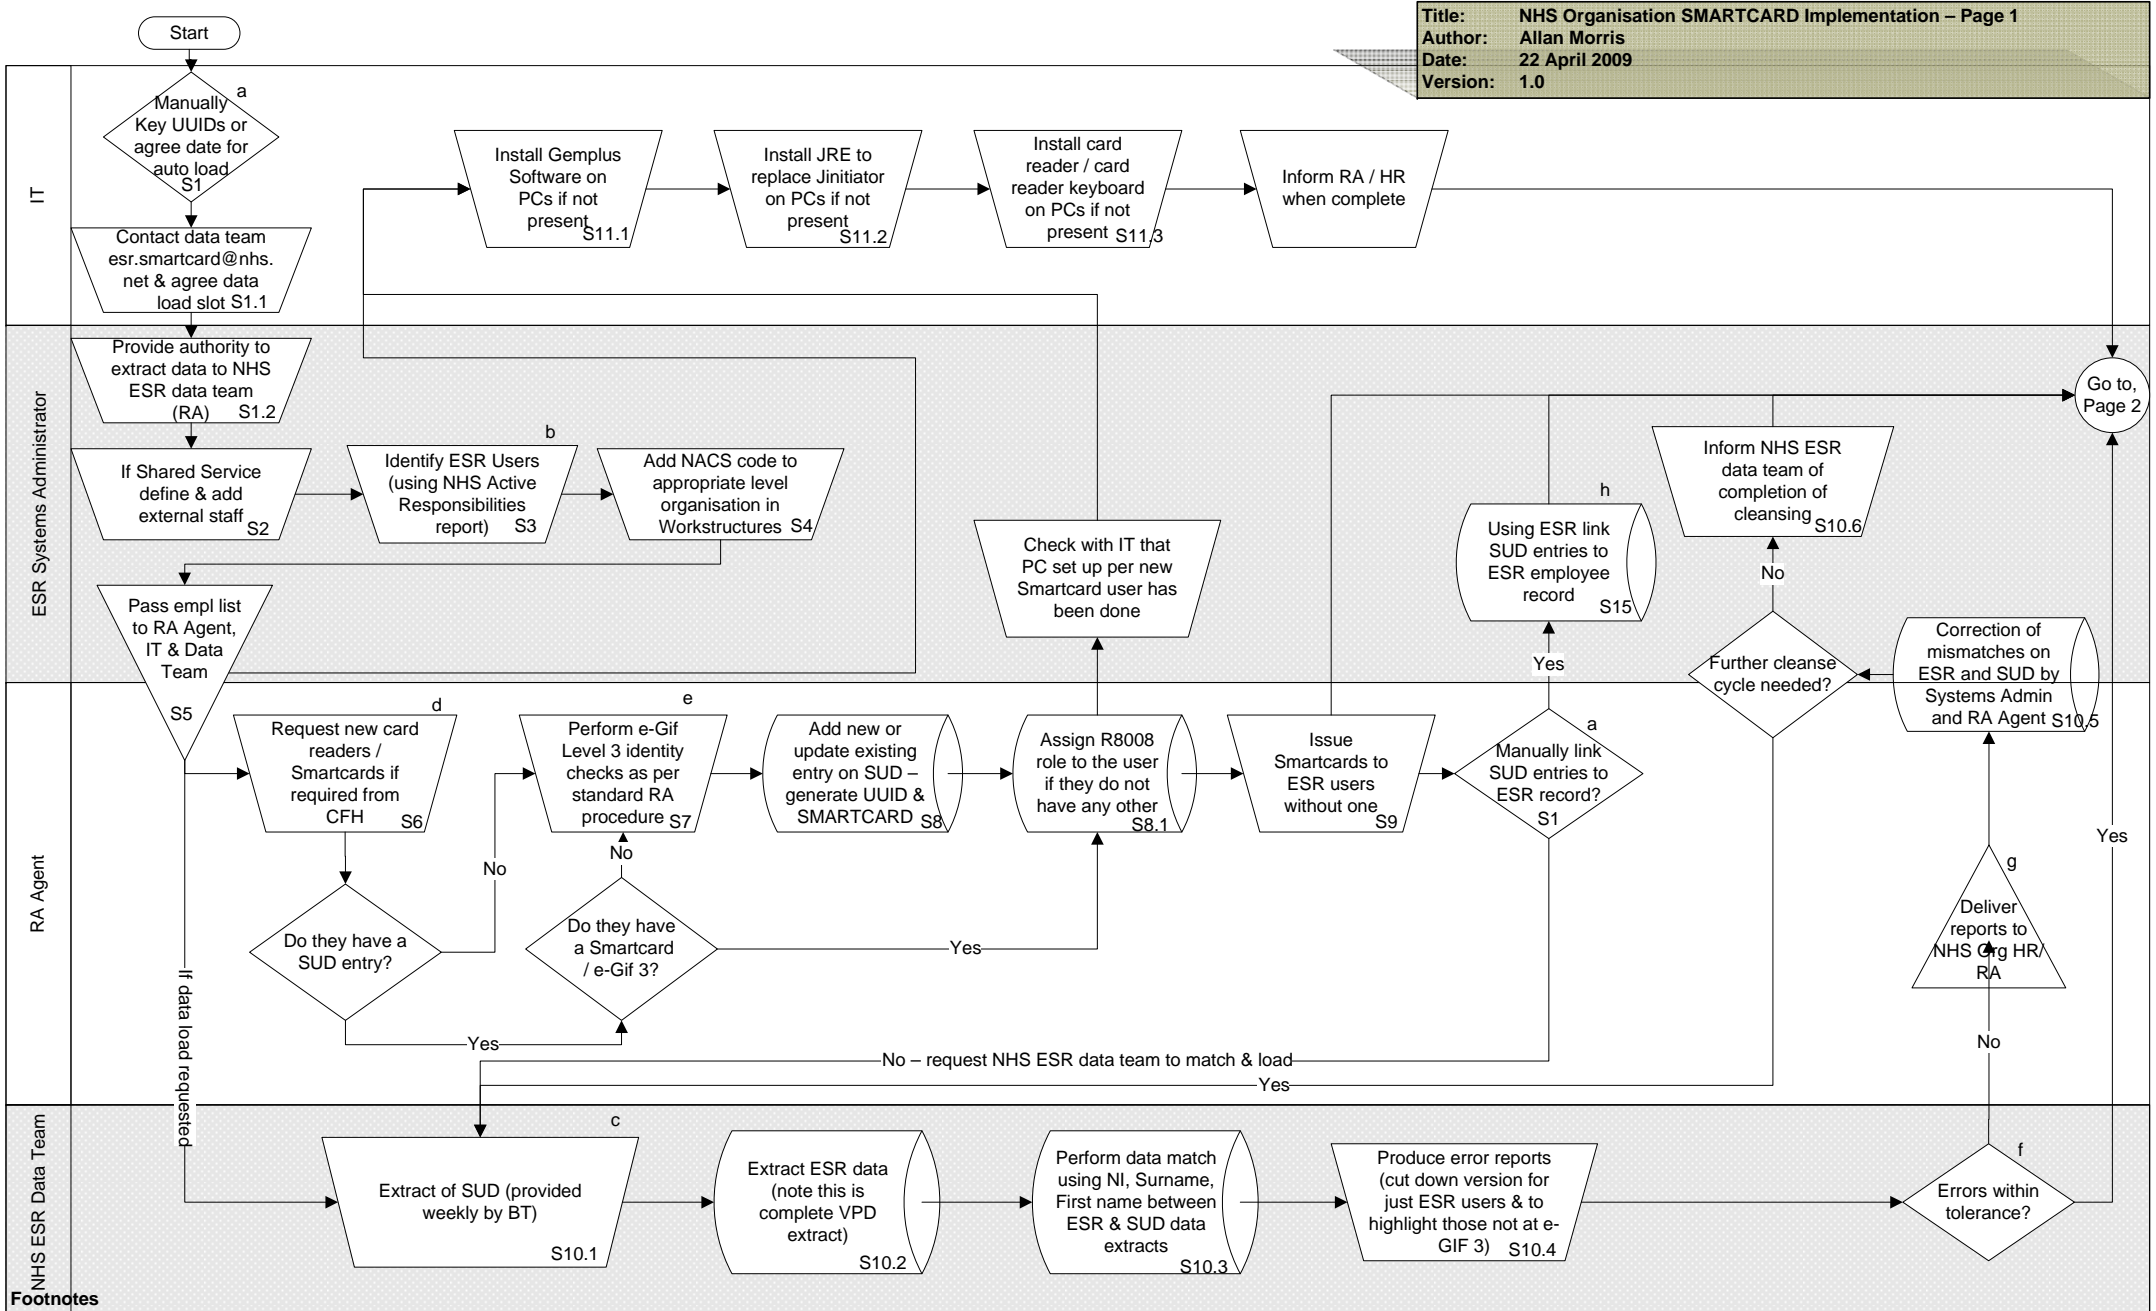 Title: NHS Organisation SMARTCARD Implementation – Page 1
Author: Allan Morris
Date: 22 April 2009
Version: 1.0
Start
IT
a
Manually
Key UUIDs or
agree date for
auto load
S1
Contact data team
esr.smartcard@nhs.
net & agree data
load slot S1.1
Install Gemplus
Software on
PCs if not
present
S11.1
Install JRE to
replace Jinitiator
on PCs if not
present
S11.2
Install card
reader / card
reader keyboard
on PCs if not
present S11.3
Inform RA / HR
when complete
ESR Systems Administrator
Provide authority to
extract data to NHS
ESR data team
(RA) S1.2
If Shared Service
define & add
external staff
S2
b
Identify ESR Users
(using NHS Active
Responsibilities
report) S3
Add NACS code to
appropriate level
organisation in
Workstructures S4
Pass empl list
to RA Agent,
IT & Data
Team
S5
Check with IT that
PC set up per new
Smartcard user has
been done
h
Using ESR link
SUD entries to
ESR employee
record
S15
Yes
Inform NHS ESR
data team of
completion of
cleansing
S10.6
No
Further cleanse
cycle needed?
Correction of
mismatches on
ESR and SUD by
Systems Admin
and RA Agent S10.5
Go to,
Page 2
RA Agent
d
Request new card
readers /
Smartcards if
required from
CFH S6
Do they have a
SUD entry?
No
Yes
e
Perform e-Gif
Level 3 identity
checks as per
standard RA
procedure S7
No
Do they have
a Smartcard
/ e-Gif 3?
Yes
Add new or
update existing
entry on SUD –
generate UUID &
SMARTCARD S8
Assign R8008
role to the user
if they do not
have any other
S8.1
Issue
Smartcards to
ESR users
without one
S9
a
Manually link
SUD entries to
ESR record?
S1
No – request NHS ESR data team to match & load
Yes
g
Deliver
reports to
NHS Org HR/
RA
No
Yes
If data load requested
NHS ESR Data Team
c
Extract of SUD (provided
weekly by BT)
S10.1
Extract ESR data
(note this is
complete VPD
extract)
S10.2
Perform data match
using NI, Surname,
First name between
ESR & SUD data
extracts
S10.3
Produce error reports
(cut down version for
just ESR users & to
highlight those not at e-
GIF 3) S10.4
f
Errors within
tolerance?
Footnotes